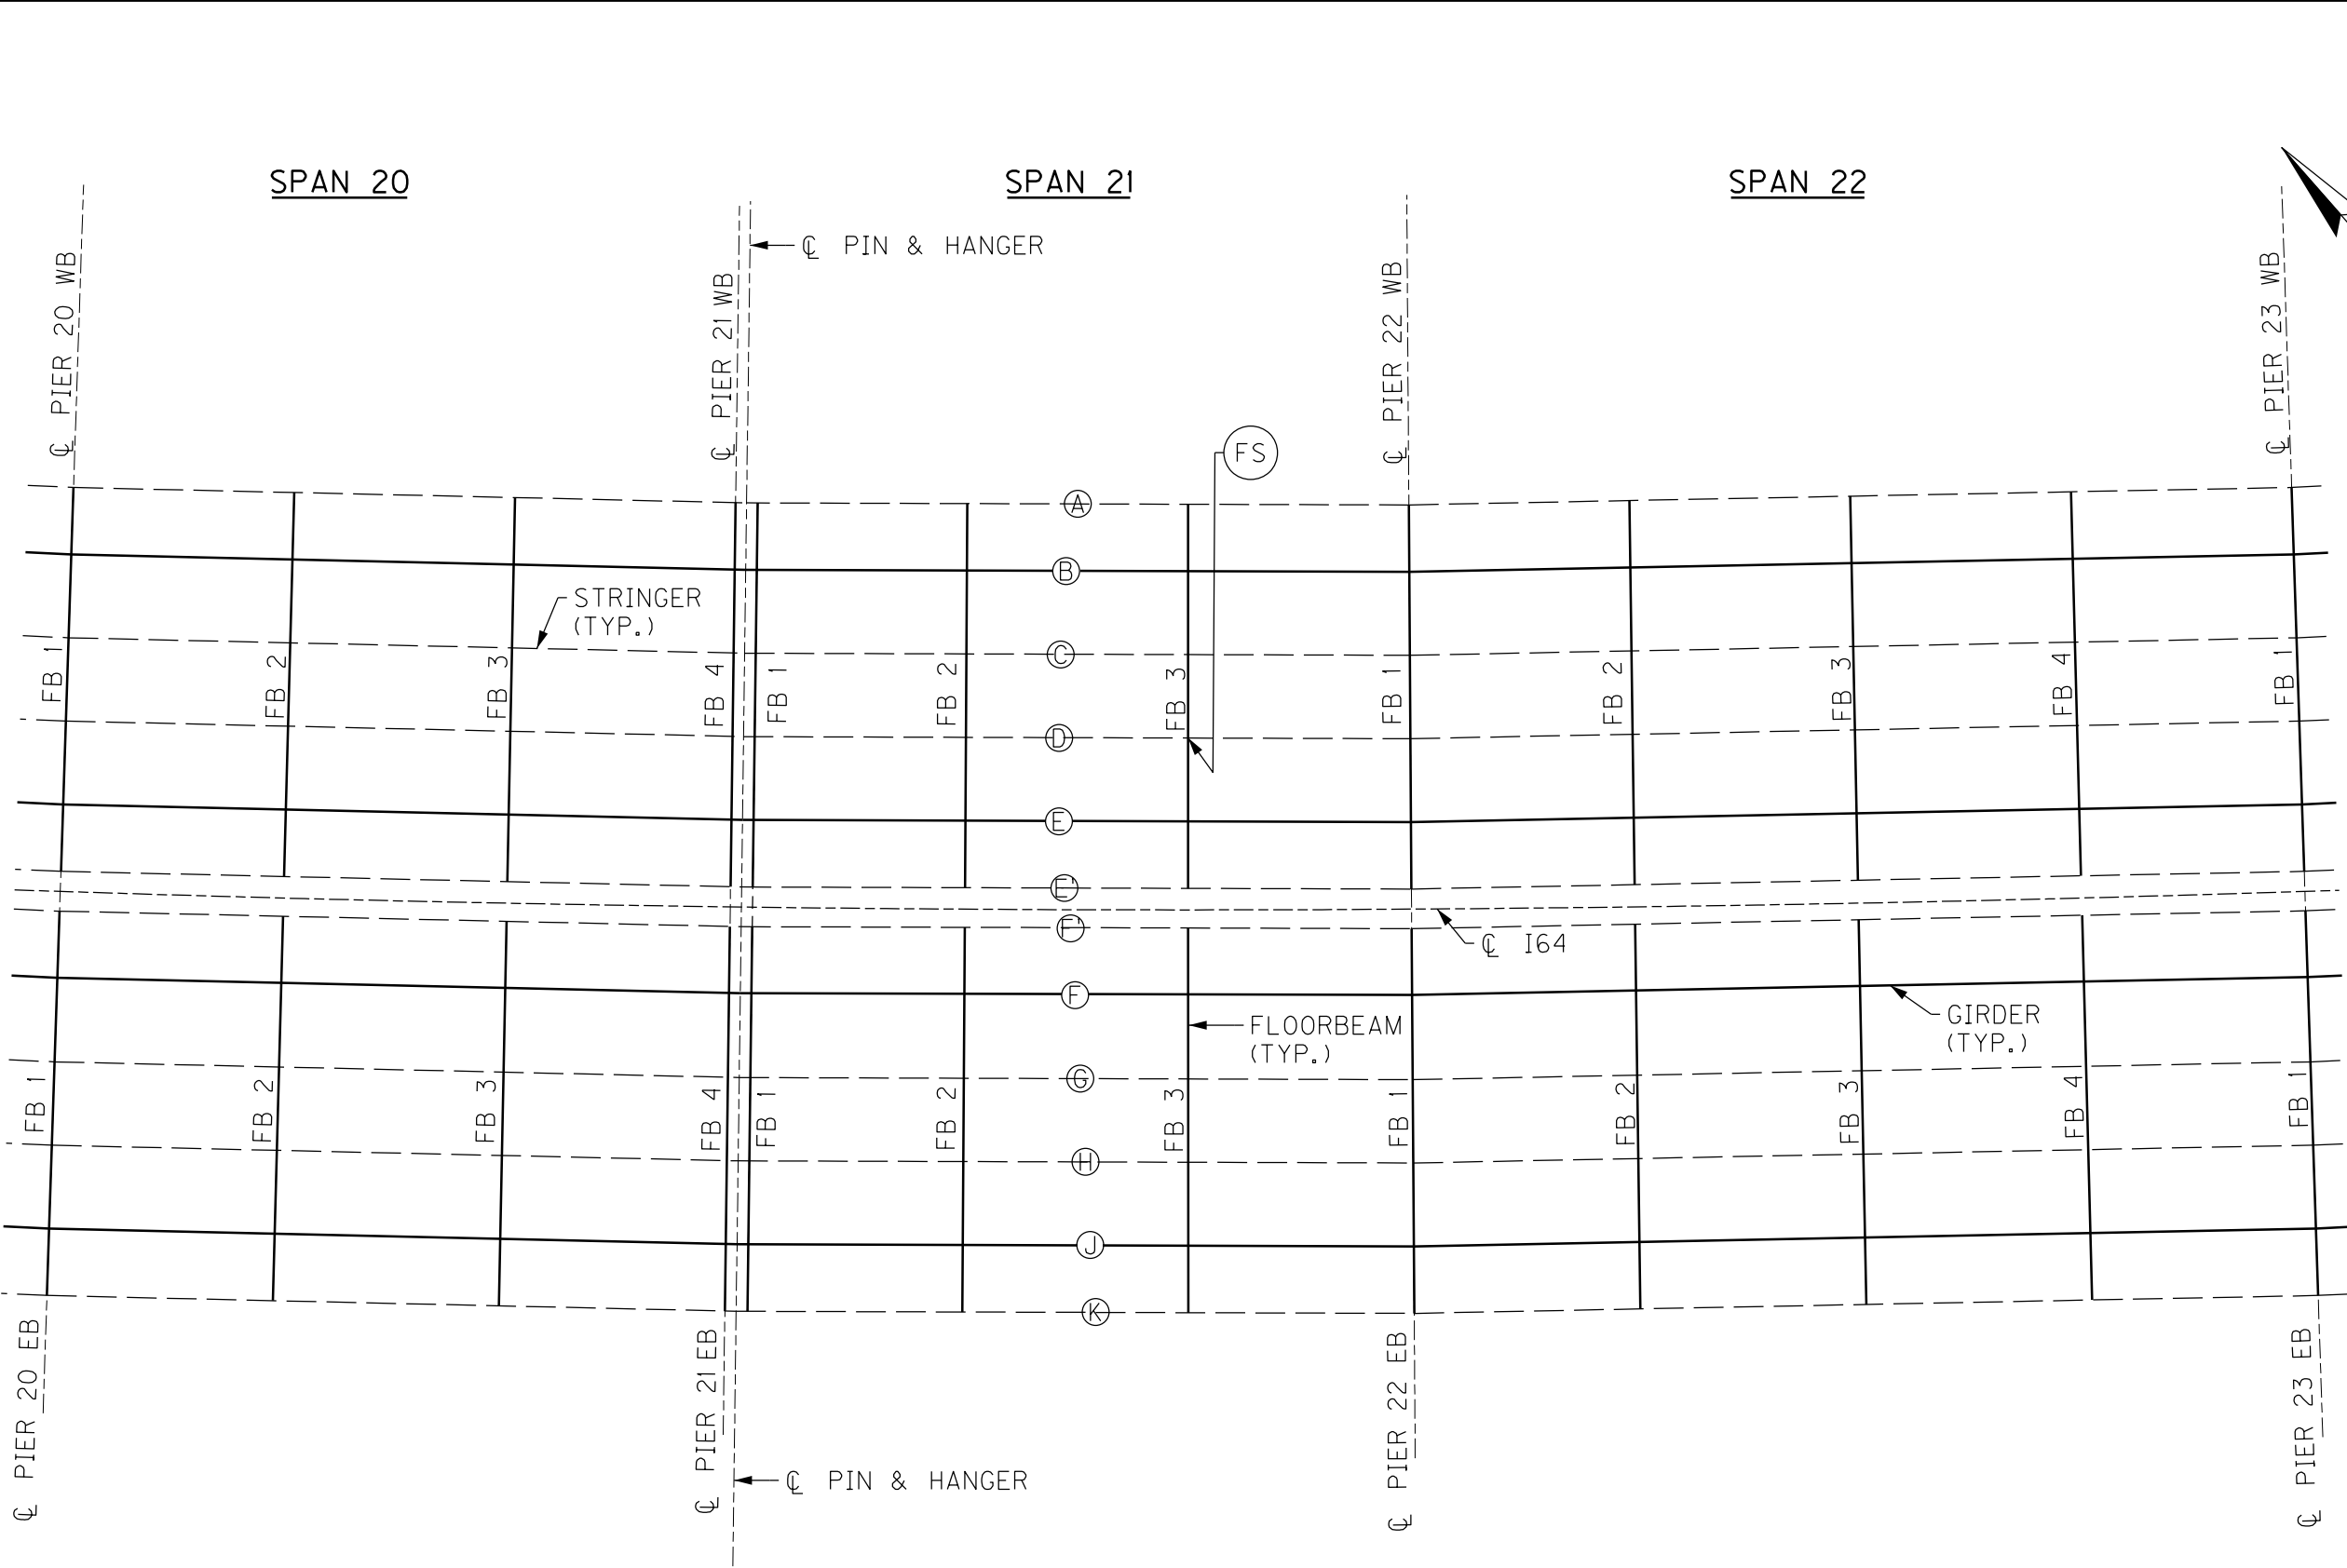 SPAN 20
SPAN 21
SPAN 22
℄ PIER 20 WB
℄ PIER 21 WB
℄ PIN & HANGER
℄ PIER 22 WB
℄ PIER 23 WB
FS
A
B
STRINGER
(TYP.)
C
FB 1
FB 2
FB 3
FB 4
FB 1
FB 2
FB 3
FB 1
FB 2
FB 3
FB 4
FB 1
D
E
E'
F'
℄ I64
F
FLOORBEAM
(TYP.)
GIRDER
(TYP.)
G
FB 1
FB 2
FB 3
FB 4
FB 1
FB 2
FB 3
FB 1
FB 2
FB 3
FB 4
FB 1
H
J
K
℄ PIER 20 EB
℄ PIER 21 EB
℄ PIN & HANGER
℄ PIER 22 EB
℄ PIER 23 EB